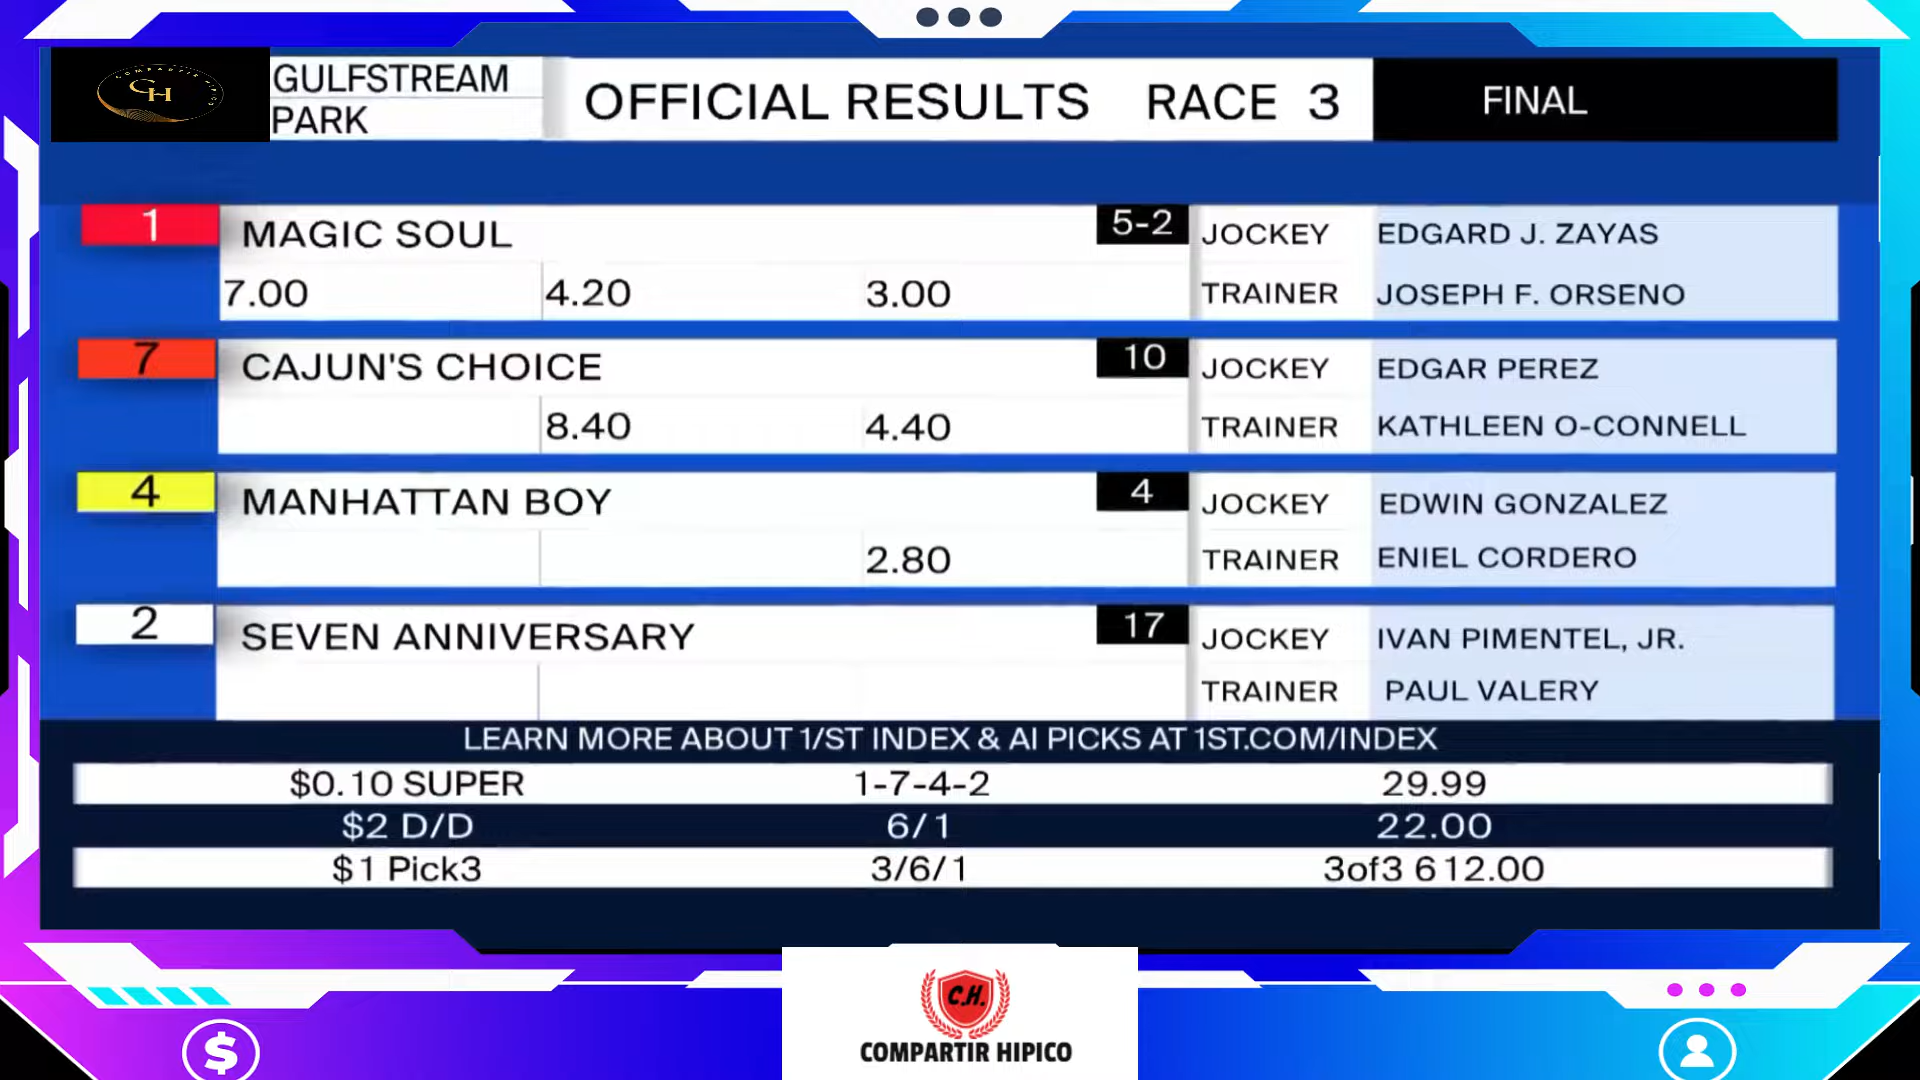 COMPARTIR HIPICO
CH
GULFSTREAM
PARK
OFFICIAL RESULTS RACE 3
FINAL
1
MAGIC SOUL
5-2
JOCKEY EDGARD J. ZAYAS
7.00 4.20 3.00
TRAINER JOSEPH F. ORSENO
7
CAJUN'S CHOICE
10
JOCKEY EDGAR PEREZ
8.40 4.40
TRAINER KATHLEEN O-CONNELL
4
MANHATTAN BOY
4
JOCKEY EDWIN GONZALEZ
2.80
TRAINER ENIEL CORDERO
2
SEVEN ANNIVERSARY
17
JOCKEY IVAN PIMENTEL, JR.
TRAINER PAUL VALERY
LEARN MORE ABOUT 1/ST INDEX & AI PICKS AT 1ST.COM/INDEX
$0.10 SUPER 1-7-4-2 29.99
$2 D/D 6/1 22.00
$1 Pick3 3/6/1 3of3 612.00
C.H.
COMPARTIR HIPICO
$